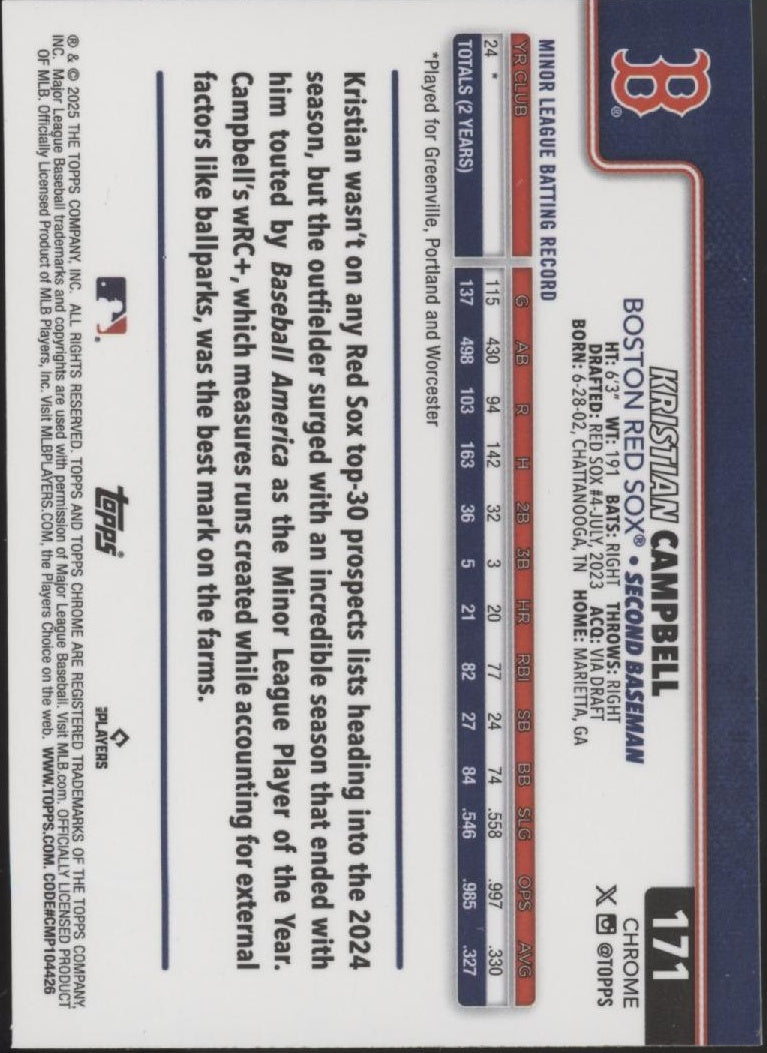 B®
171
CHROME
X @TOPPS
KRISTIAN CAMPBELL
BOSTON RED SOX® • SECOND BASEMAN
HT: 6'3" WT: 191 BATS: RIGHT THROWS: RIGHT
DRAFTED: RED SOX #4-JULY, 2023 ACQ: VIA DRAFT
BORN: 6-28-02, CHATTANOOGA, TN HOME: MARIETTA, GA
MINOR LEAGUE BATTING RECORD
YR CLUB G AB R H 2B 3B HR RBI SB BB SLG OPS AVG
24 * 115 430 94 142 32 3 20 77 24 74 .558 .997 .330
TOTALS (2 YEARS) 137 498 103 163 36 5 21 82 27 84 .546 .985 .327
*Played for Greenville, Portland and Worcester
Kristian wasn't on any Red Sox top-30 prospects lists heading into the 2024
season, but the outfielder surged with an incredible season that ended with
him touted by Baseball America as the Minor League Player of the Year.
Campbell's wRC+, which measures runs created while accounting for external
factors like ballparks, was the best mark on the farms.
topps®
PLAYERS
® & © 2025 THE TOPPS COMPANY, INC. ALL RIGHTS RESERVED. TOPPS AND TOPPS CHROME ARE REGISTERED TRADEMARKS OF THE TOPPS COMPANY,
INC. Major League Baseball trademarks and copyrights are used with permission of Major League Baseball. Visit MLB.com. OFFICIALLY LICENSED PRODUCT
OF MLB. Officially Licensed Product of MLB Players, Inc. Visit MLBPLAYERS.COM, the Players Choice on the web. WWW.TOPPS.COM. CODE#CMP104426